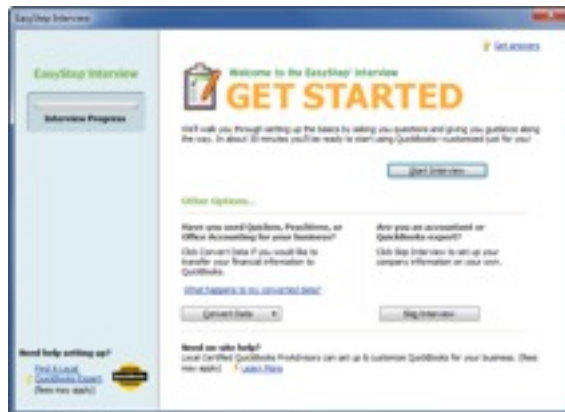 EasyStep Interview
Get answers
EasyStep Interview
Interview Progress
Welcome to the EasyStep® Interview
GET STARTED
We'll walk you through setting up the basics by asking you questions and giving you guidance along
the way. In about 30 minutes you'll be ready to start using QuickBooks-customized just for you!
Start Interview
Other Options...
Have you used Quicken, Peachtree, or
Office Accounting for your business?
Click Convert Data if you would like to
transfer your financial information to
QuickBooks.
What happens to my converted data?
Convert Data
Are you an accountant or
QuickBooks expert?
Click Skip Interview to set up your
company information on your own.
Skip Interview
Need help setting up?
Find A Local
QuickBooks Expert
(fees may apply)
Need on-site help?
Local Certified QuickBooks ProAdvisors can set up & customize QuickBooks for your business. (fees
may apply) Learn More